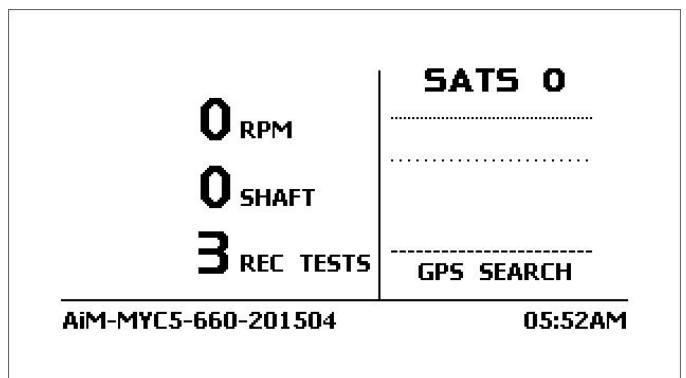 0 RPM
0 SHAFT
3 REC TESTS
SATS 0
GPS SEARCH
AiM-MYC5-660-201504
05:52AM